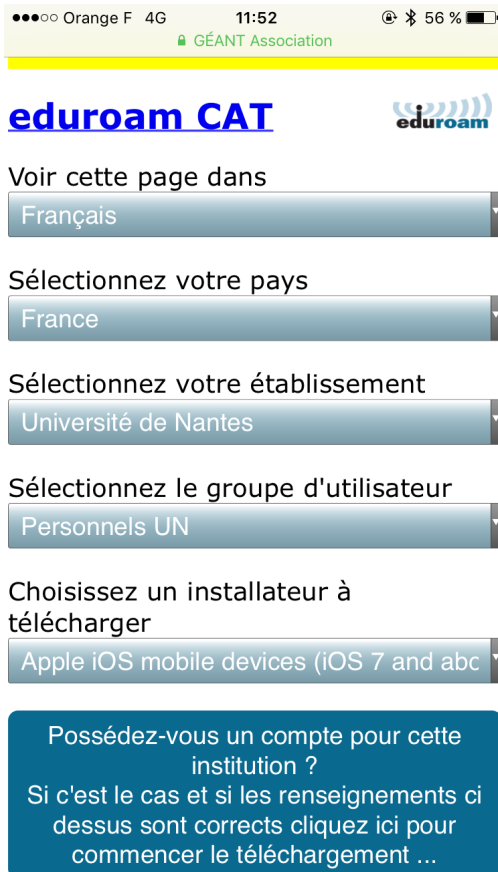 Orange F 4G 11:52 56 %
GÉANT Association
eduroam CAT
eduroam
Voir cette page dans
Français
Sélectionnez votre pays
France
Sélectionnez votre établissement
Université de Nantes
Sélectionnez le groupe d'utilisateur
Personnels UN
Choisissez un installateur à
télécharger
Apple iOS mobile devices (iOS 7 and abc
Possédez-vous un compte pour cette
institution ?
Si c'est le cas et si les renseignements ci
dessus sont corrects cliquez ici pour
commencer le téléchargement ...